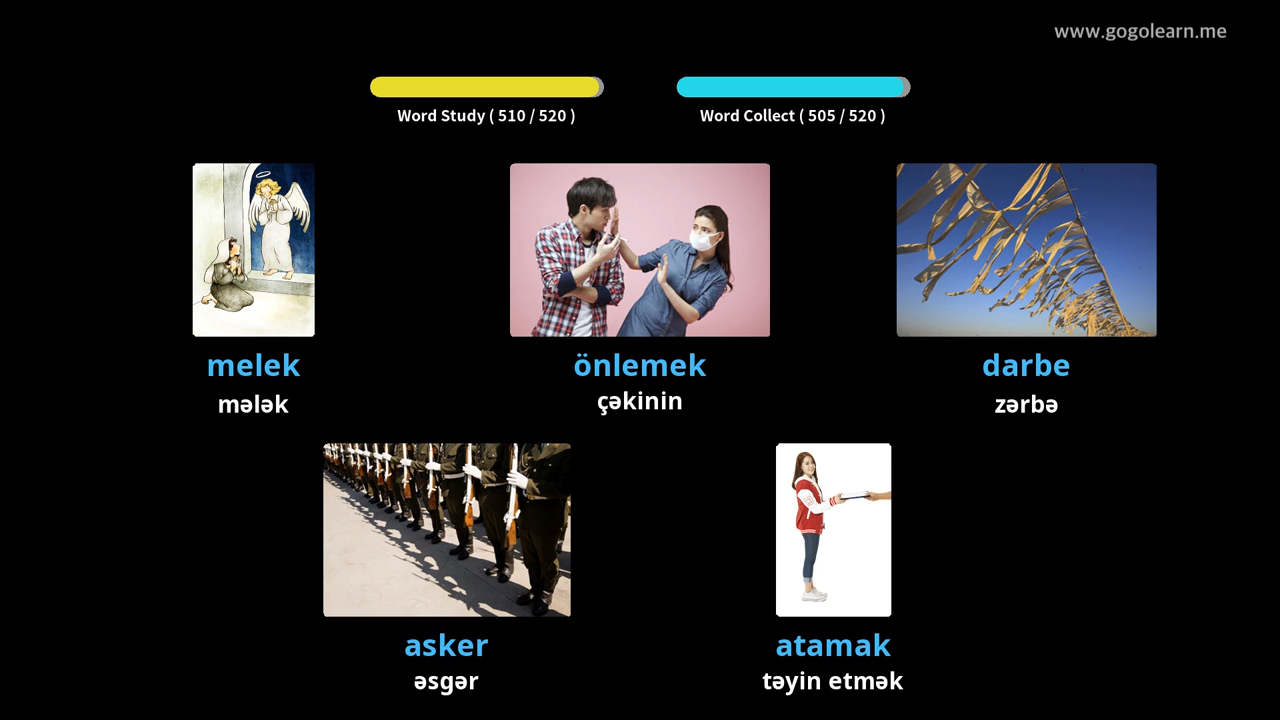 www.gogolearn.me
Word Study ( 510 / 520 )
Word Collect ( 505 / 520 )
melek
mələk
önlemek
çəkinin
darbe
zərbə
asker
əsgər
atamak
təyin etmək